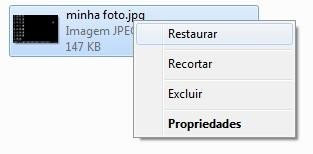 minha foto.jpg
Imagem JPEG
147 KB
Restaurar
Recortar
Excluir
Propriedades